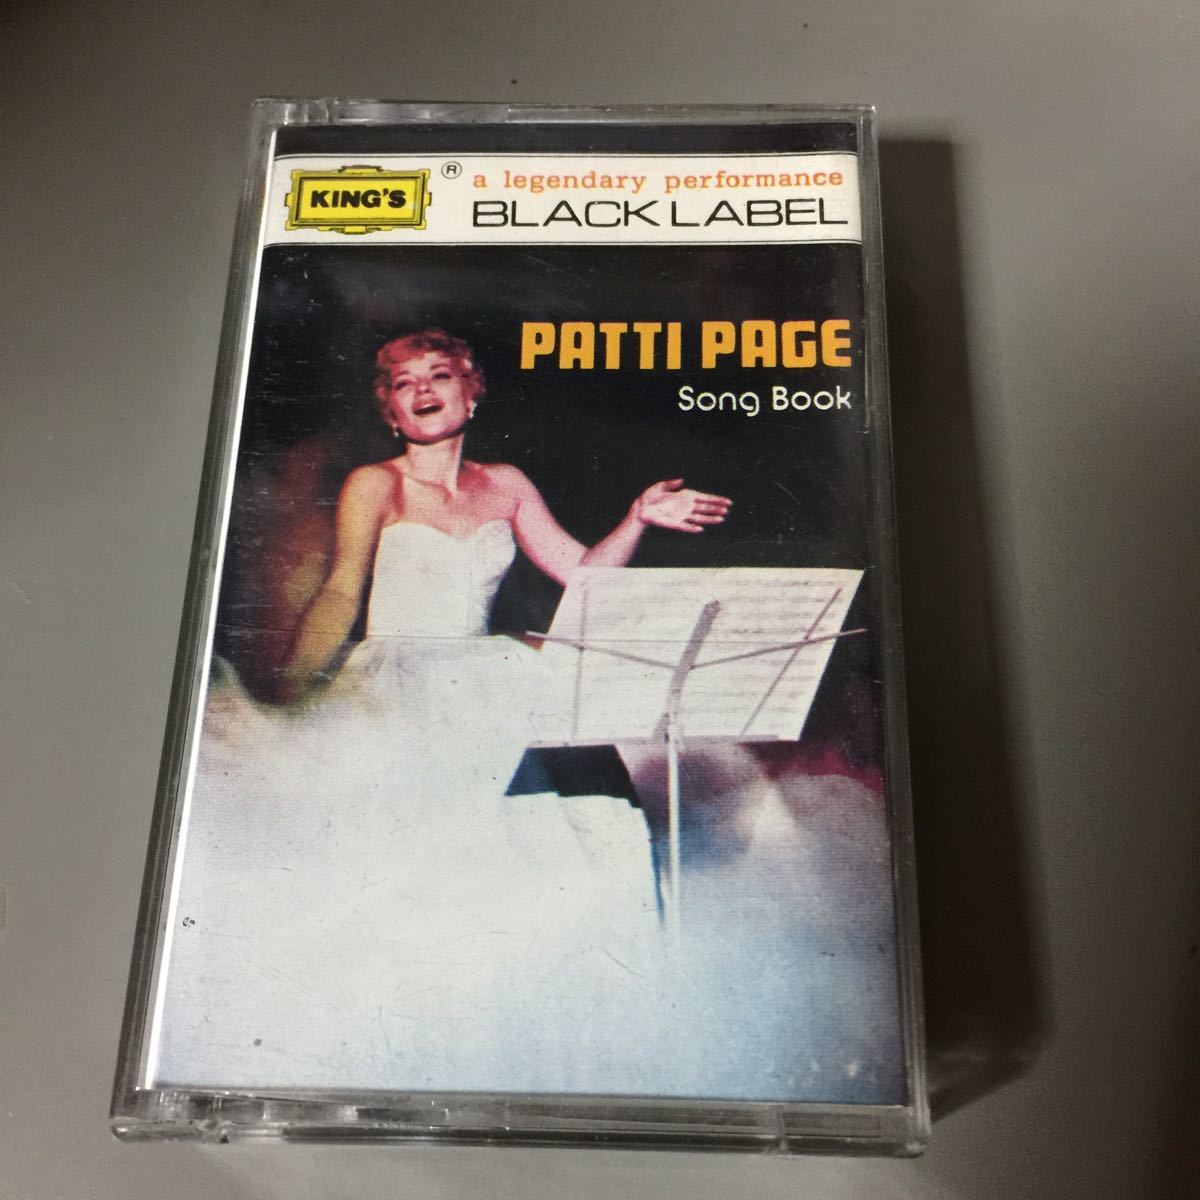 KING'S ®
a legendary performance
BLACK LABEL
PATTI PAGE
Song Book